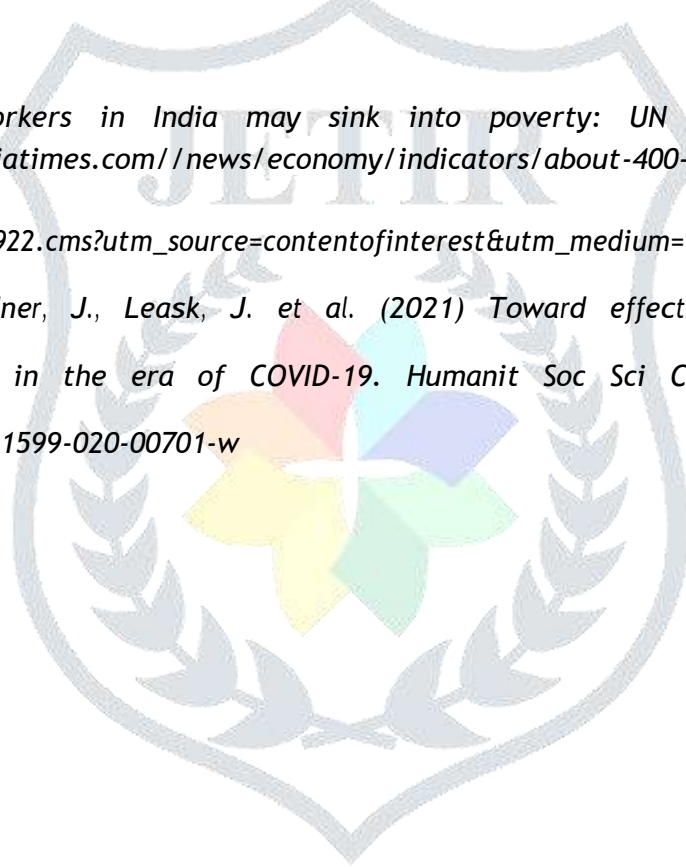 JETIR
orkers in India may sink into poverty: UN
iatimes.com//news/economy/indicators/about-400-
922.cms?utm_source=contentofinterest&utm_medium=
lner, J., Leask, J. et al. (2021) Toward effect
in the era of COVID-19. Humanit Soc Sci C
1599-020-00701-w